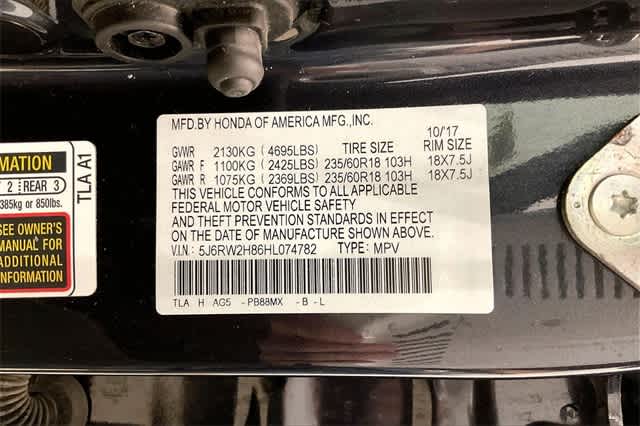 MATION
2 REAR 3
385kg or 850lbs.
SEE OWNER'S
MANUAL FOR
ADDITIONAL
INFORMATION
TLA A1
MFD.BY HONDA OF AMERICA MFG.,INC. 10/17
GVWR 2130KG (4695LBS) TIRE SIZE RIM SIZE
GAWR F 1100KG (2425LBS) 235/60R18 103H 18X7.5J
GAWR R 1075KG (2369LBS) 235/60R18 103H 18X7.5J
THIS VEHICLE CONFORMS TO ALL APPLICABLE
FEDERAL MOTOR VEHICLE SAFETY
AND THEFT PREVENTION STANDARDS IN EFFECT
ON THE DATE OF MANUFACTURE SHOWN ABOVE.
V.I.N: 5J6RW2H86HL074782 TYPE: MPV
TLA H AG5 -PB88MX -B-L